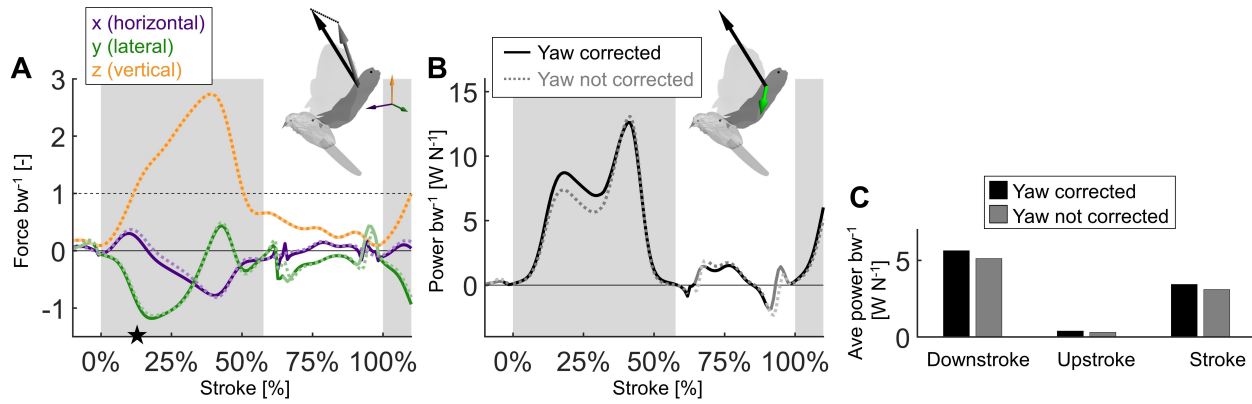 x (horizontal)
y (lateral)
z (vertical)
A
3
2
1
0
-1
Force bw-1 [-]
0% 25% 50% 75% 100%
Stroke [%]
B
Yaw corrected
Yaw not corrected
15
10
5
0
Power bw-1 [W N-1]
0% 25% 50% 75% 100%
Stroke [%]
C
Yaw corrected
Yaw not corrected
5
0
Ave power bw-1
[W N-1]
Downstroke Upstroke Stroke